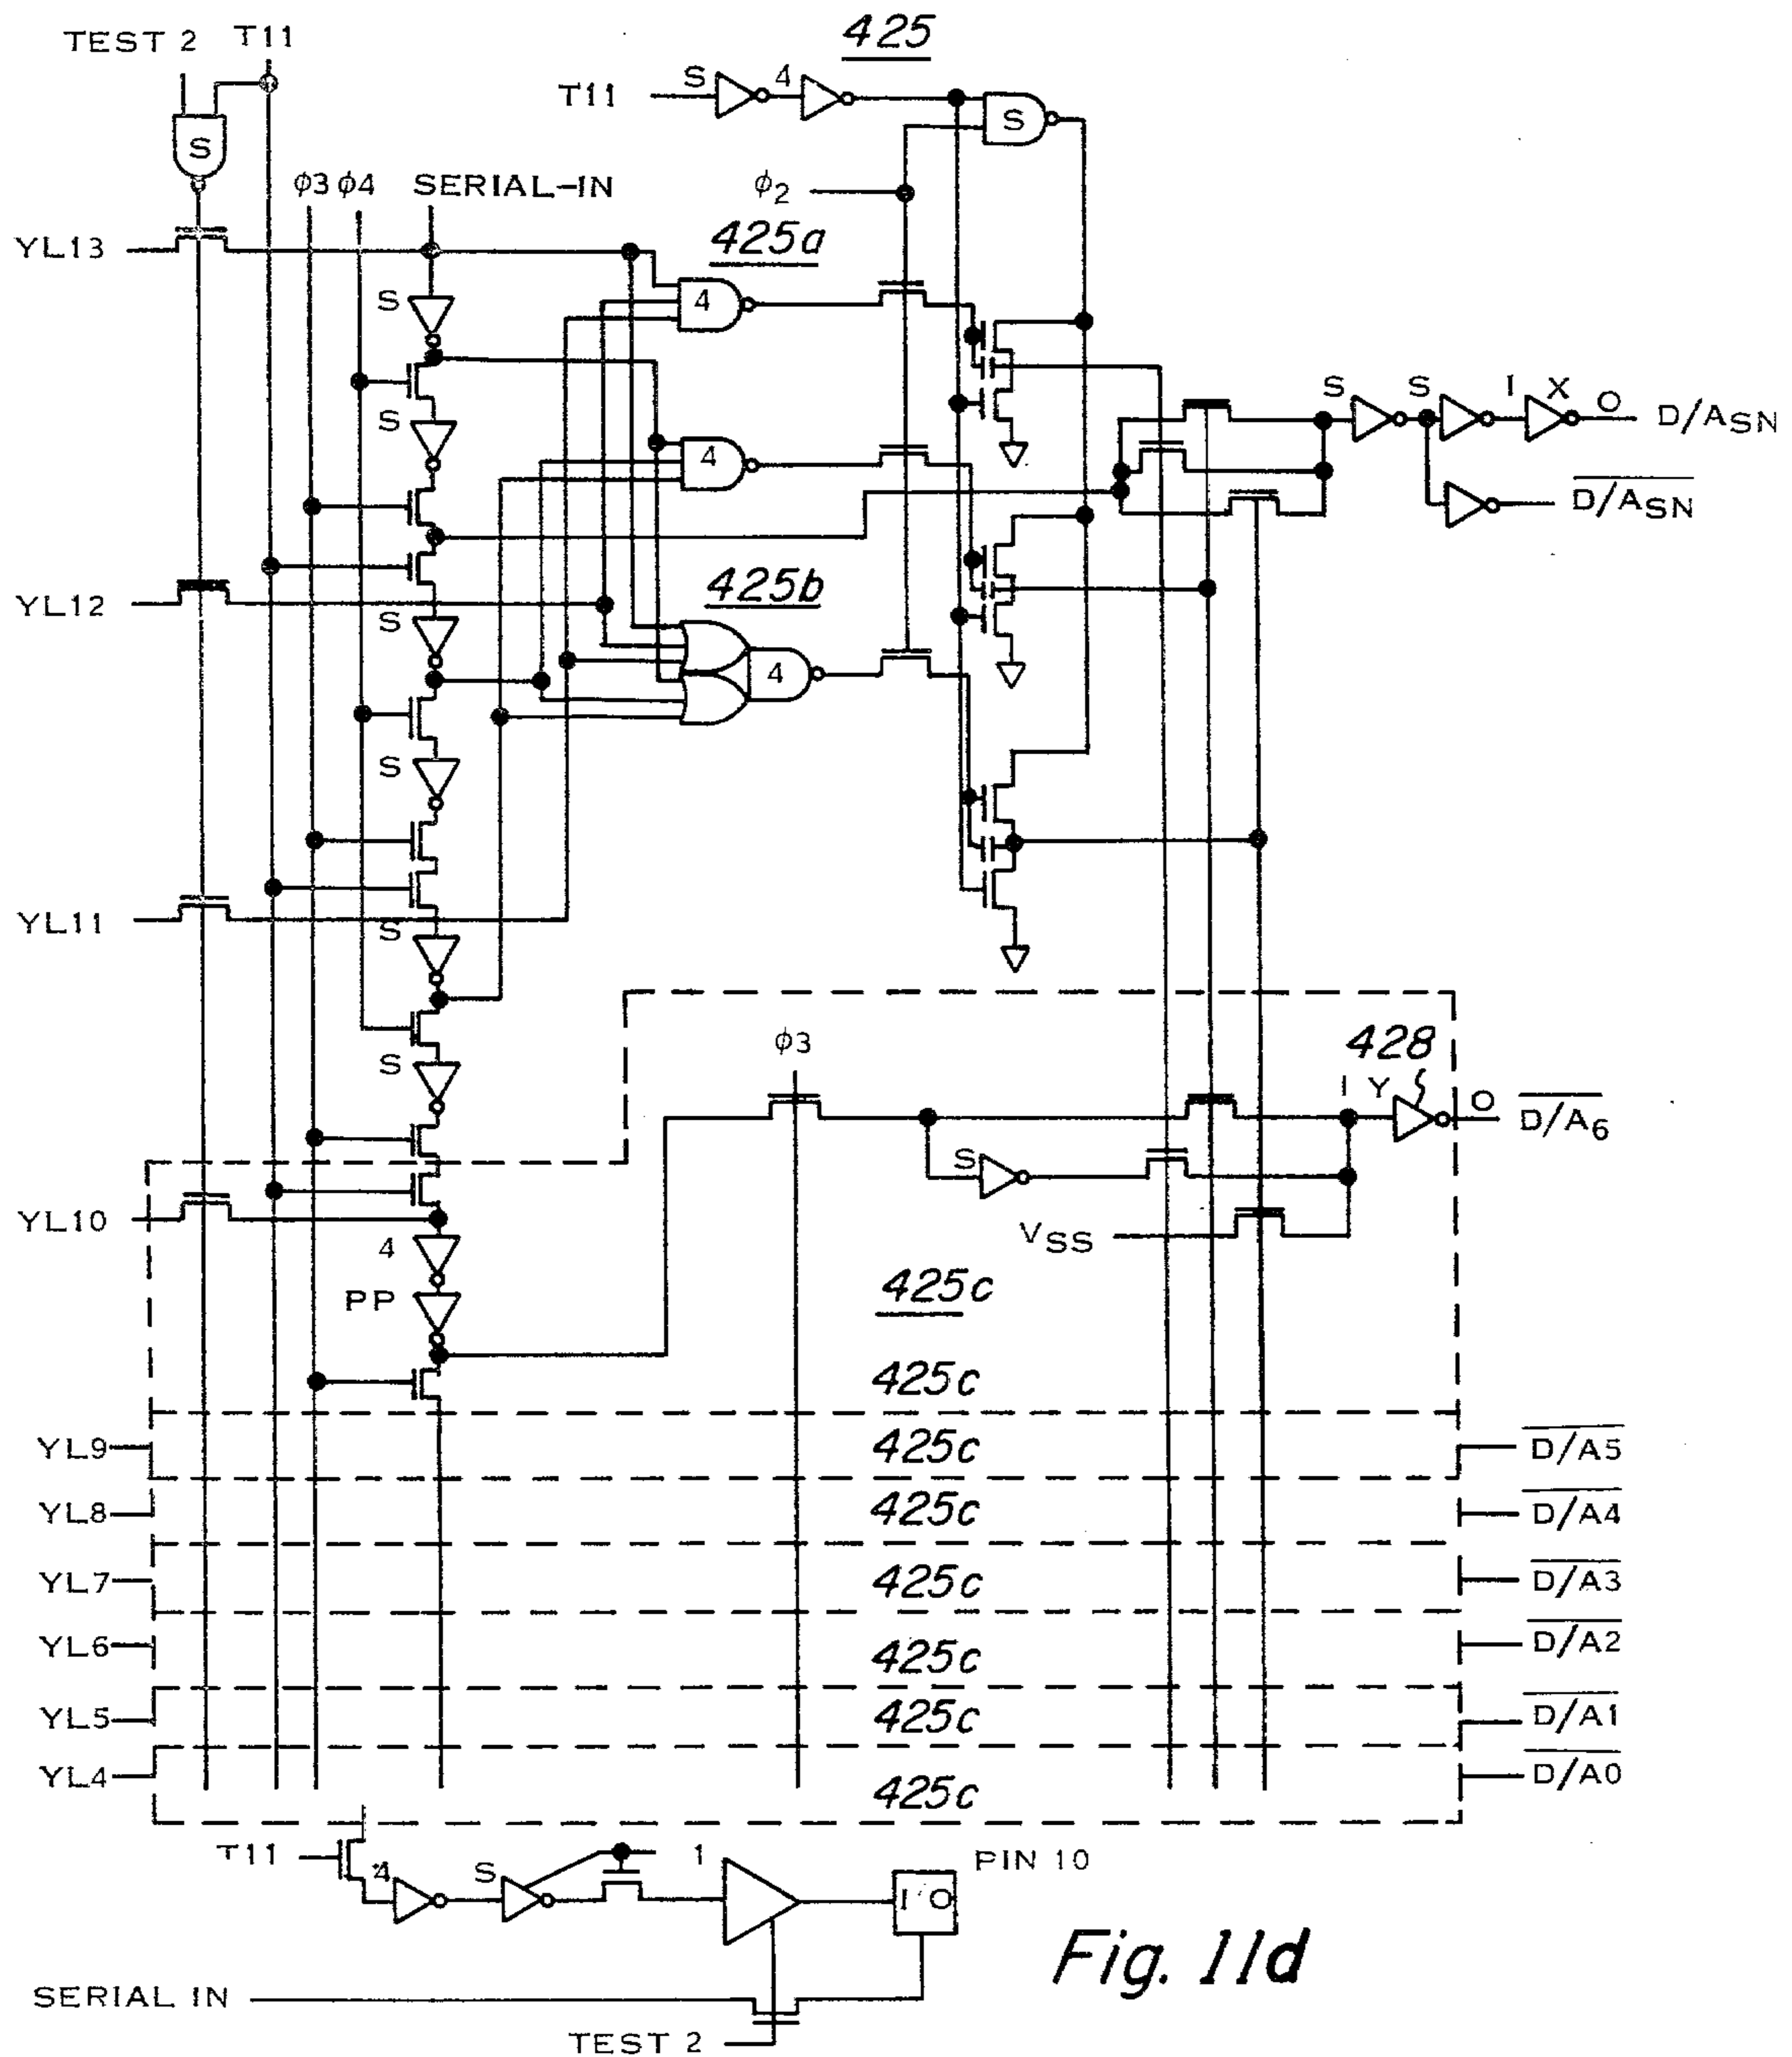 425
TEST 2 T11
T11 S 4
S S
ϕ3 ϕ4 SERIAL-IN ϕ2
YL13 425a
S 4
S S S 1 X O D/ASN
4
D/ASN
YL12 425b
S
4
S
YL11
S
S ϕ3 428
1 Y O D/A6
S
YL10 VSS
4
425c
PP
425c
YL9 425c D/A5
YL8 425c D/A4
YL7 425c D/A3
YL6 425c D/A2
YL5 425c D/A1
YL4 425c D/A0
T11 4 S 1 PIN 10
I/O
SERIAL IN
TEST 2
Fig. 11d